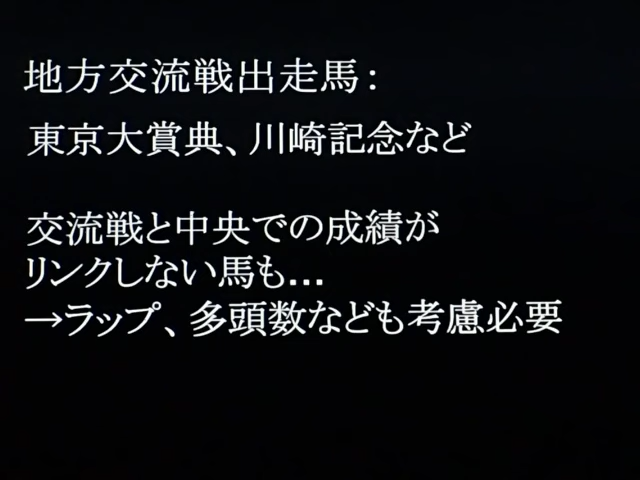 地方交流戦出走馬：
東京大賞典、川崎記念など
交流戦と中央での成績が
リンクしない馬も…
→ラップ、多頭数なども考慮必要